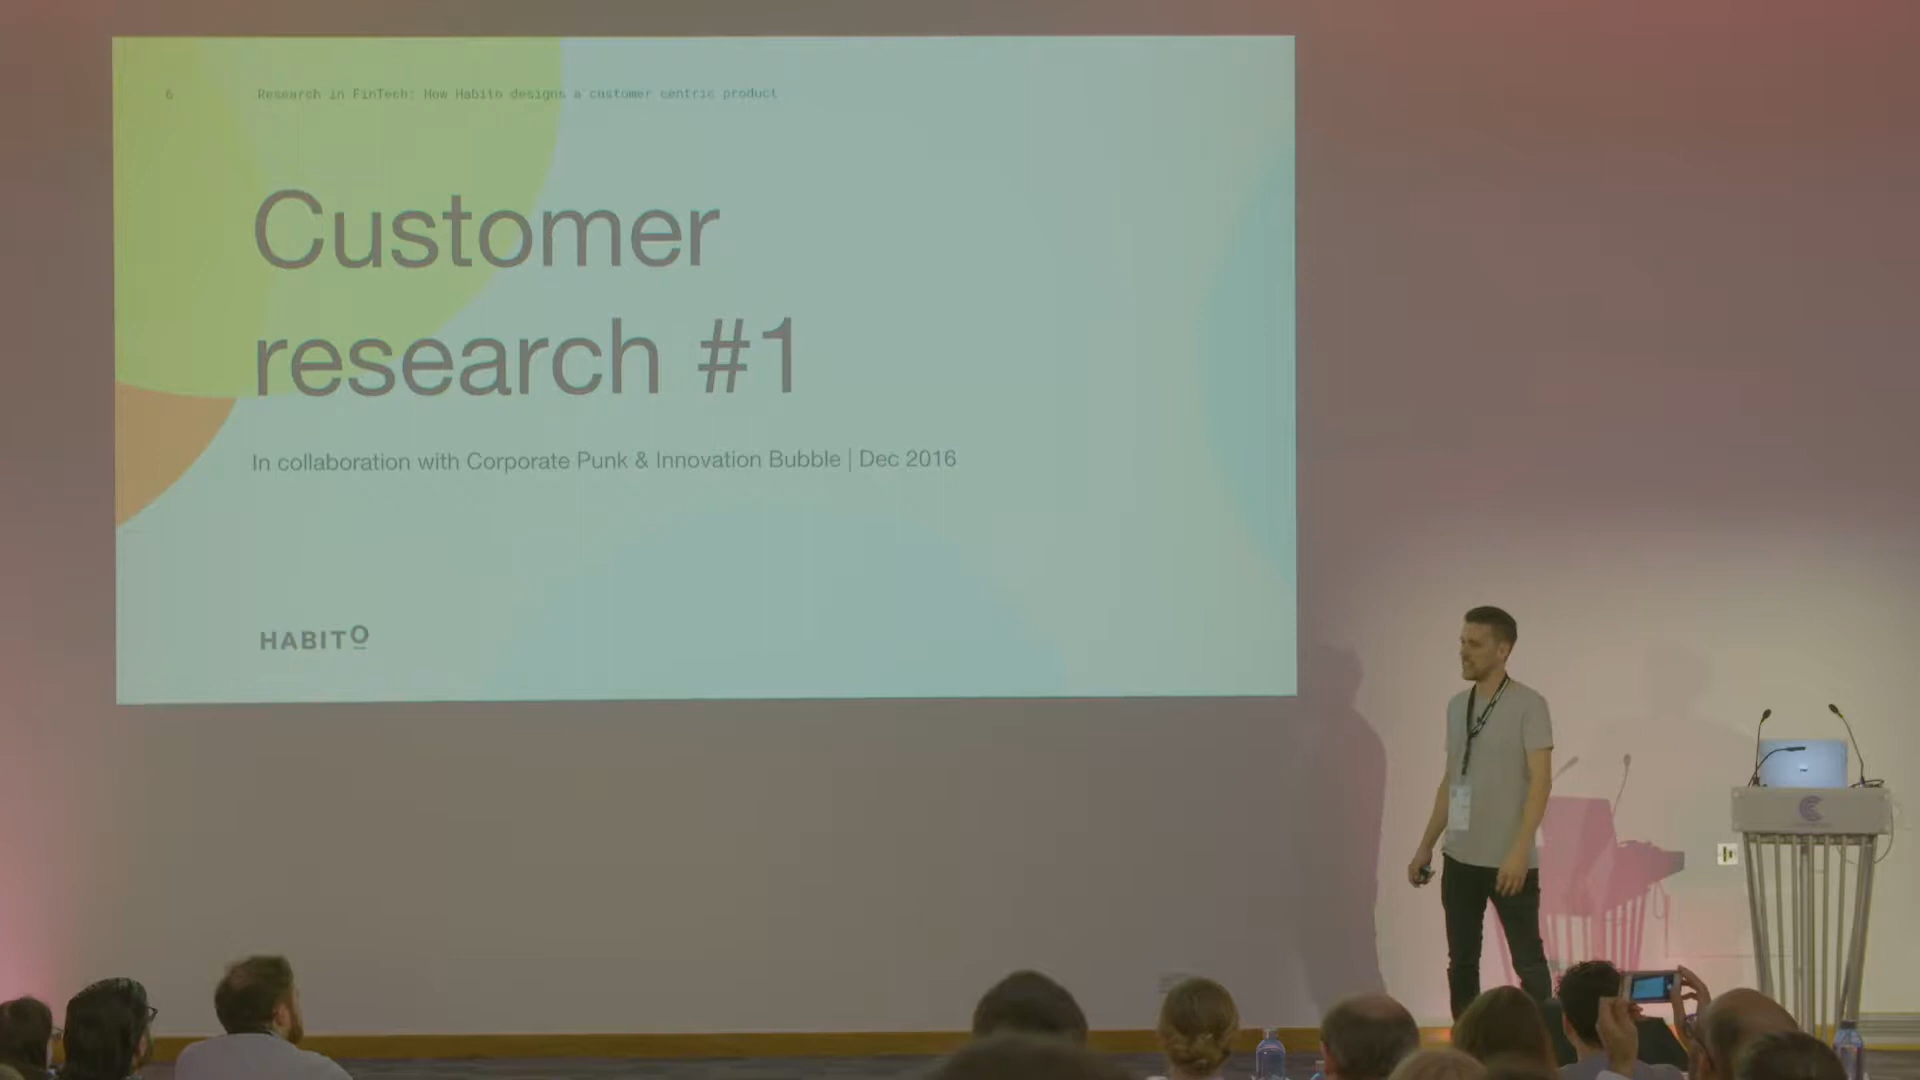 6
Research in FinTech: How Habito designs a customer centric product
Customer
research #1
In collaboration with Corporate Punk & Innovation Bubble | Dec 2016
HABITO